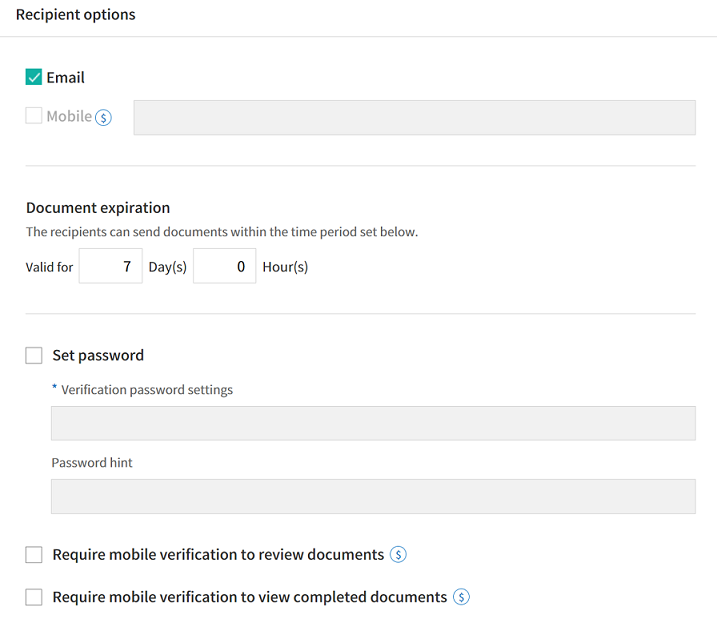 Recipient options
Email
Mobile $
Document expiration
The recipients can send documents within the time period set below.
Valid for 7 Day(s) 0 Hour(s)
Set password
* Verification password settings
Password hint
Require mobile verification to review documents $
Require mobile verification to view completed documents $